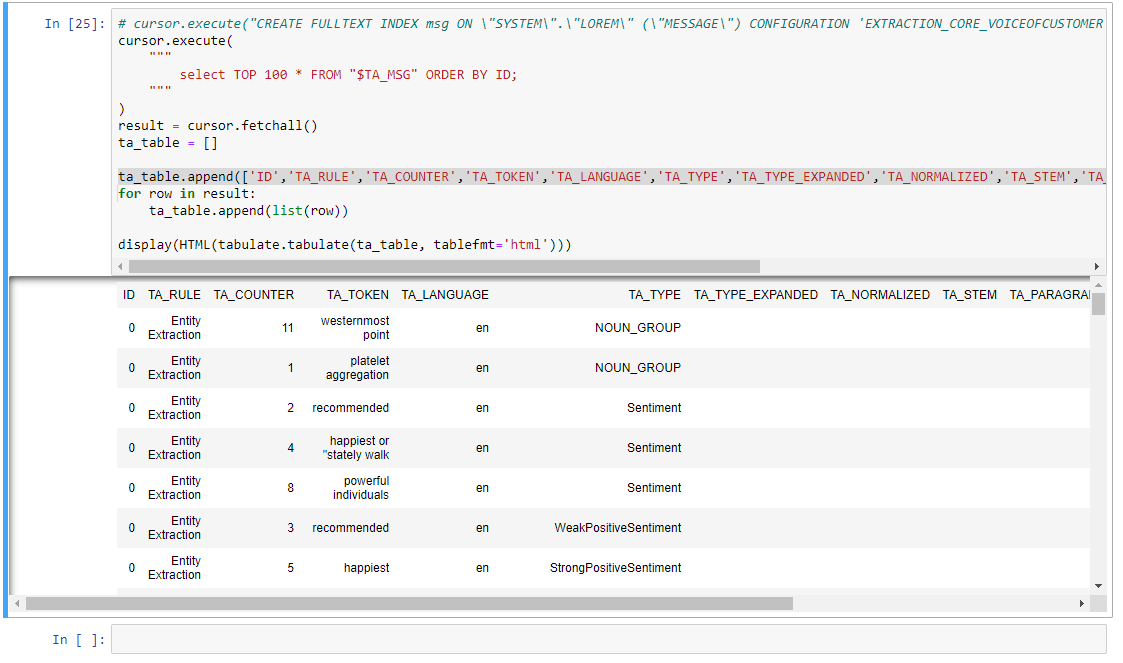 In [25]:
# cursor.execute("CREATE FULLTEXT INDEX msg ON \"SYSTEM\".\"LOREM\" (\"MESSAGE\") CONFIGURATION 'EXTRACTION_CORE_VOICEOFCUSTOMER
cursor.execute(
    """
        select TOP 100 * FROM "$TA_MSG" ORDER BY ID;
    """
)
result = cursor.fetchall()
ta_table = []
ta_table.append(['ID','TA_RULE','TA_COUNTER','TA_TOKEN','TA_LANGUAGE','TA_TYPE','TA_TYPE_EXPANDED','TA_NORMALIZED','TA_STEM','TA_
for row in result:
    ta_table.append(list(row))
display(HTML(tabulate.tabulate(ta_table, tablefmt='html')))
ID TA_RULE TA_COUNTER TA_TOKEN TA_LANGUAGE TA_TYPE TA_TYPE_EXPANDED TA_NORMALIZED TA_STEM TA_PARAGRA
0 Entity Extraction 11 westernmost point en NOUN_GROUP
0 Entity Extraction 1 platelet aggregation en NOUN_GROUP
0 Entity Extraction 2 recommended en Sentiment
0 Entity Extraction 4 happiest or "stately walk en Sentiment
0 Entity Extraction 8 powerful individuals en Sentiment
0 Entity Extraction 3 recommended en WeakPositiveSentiment
0 Entity Extraction 5 happiest en StrongPositiveSentiment
In [ ]: